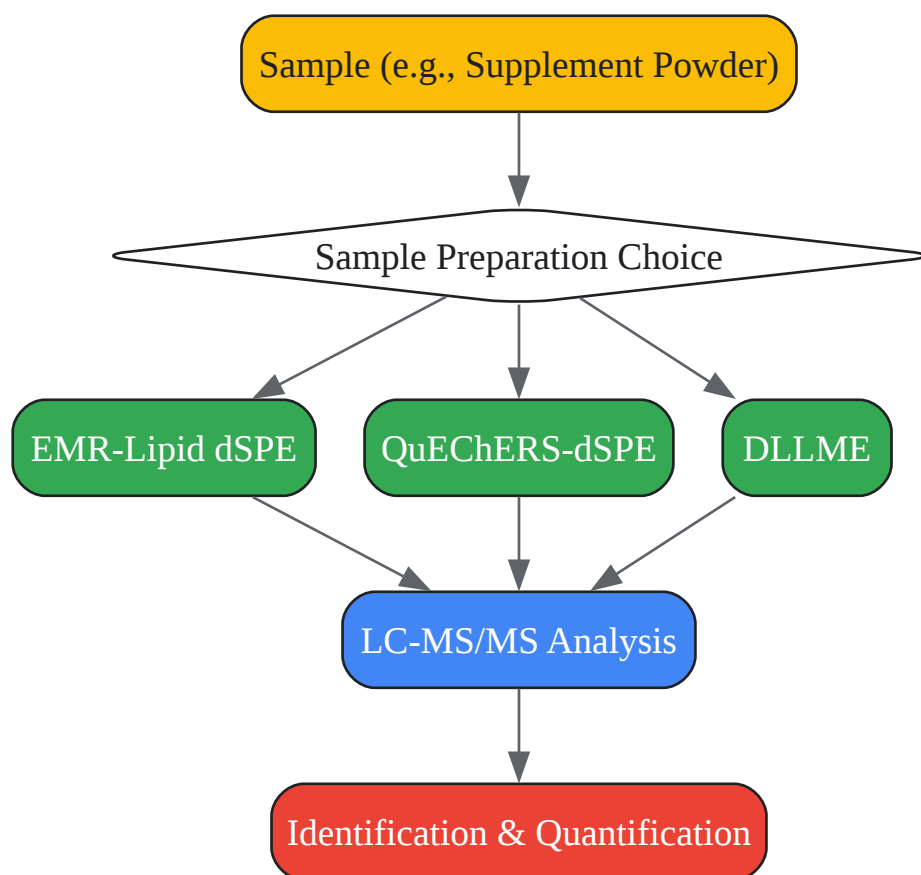 Sample (e.g., Supplement Powder)
Sample Preparation Choice
EMR-Lipid dSPE
QuEChERS-dSPE
DLLME
LC-MS/MS Analysis
Identification & Quantification